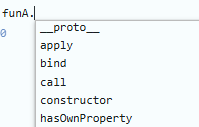 funA.
__proto__
0
apply
bind
call
constructor
hasOwnProperty